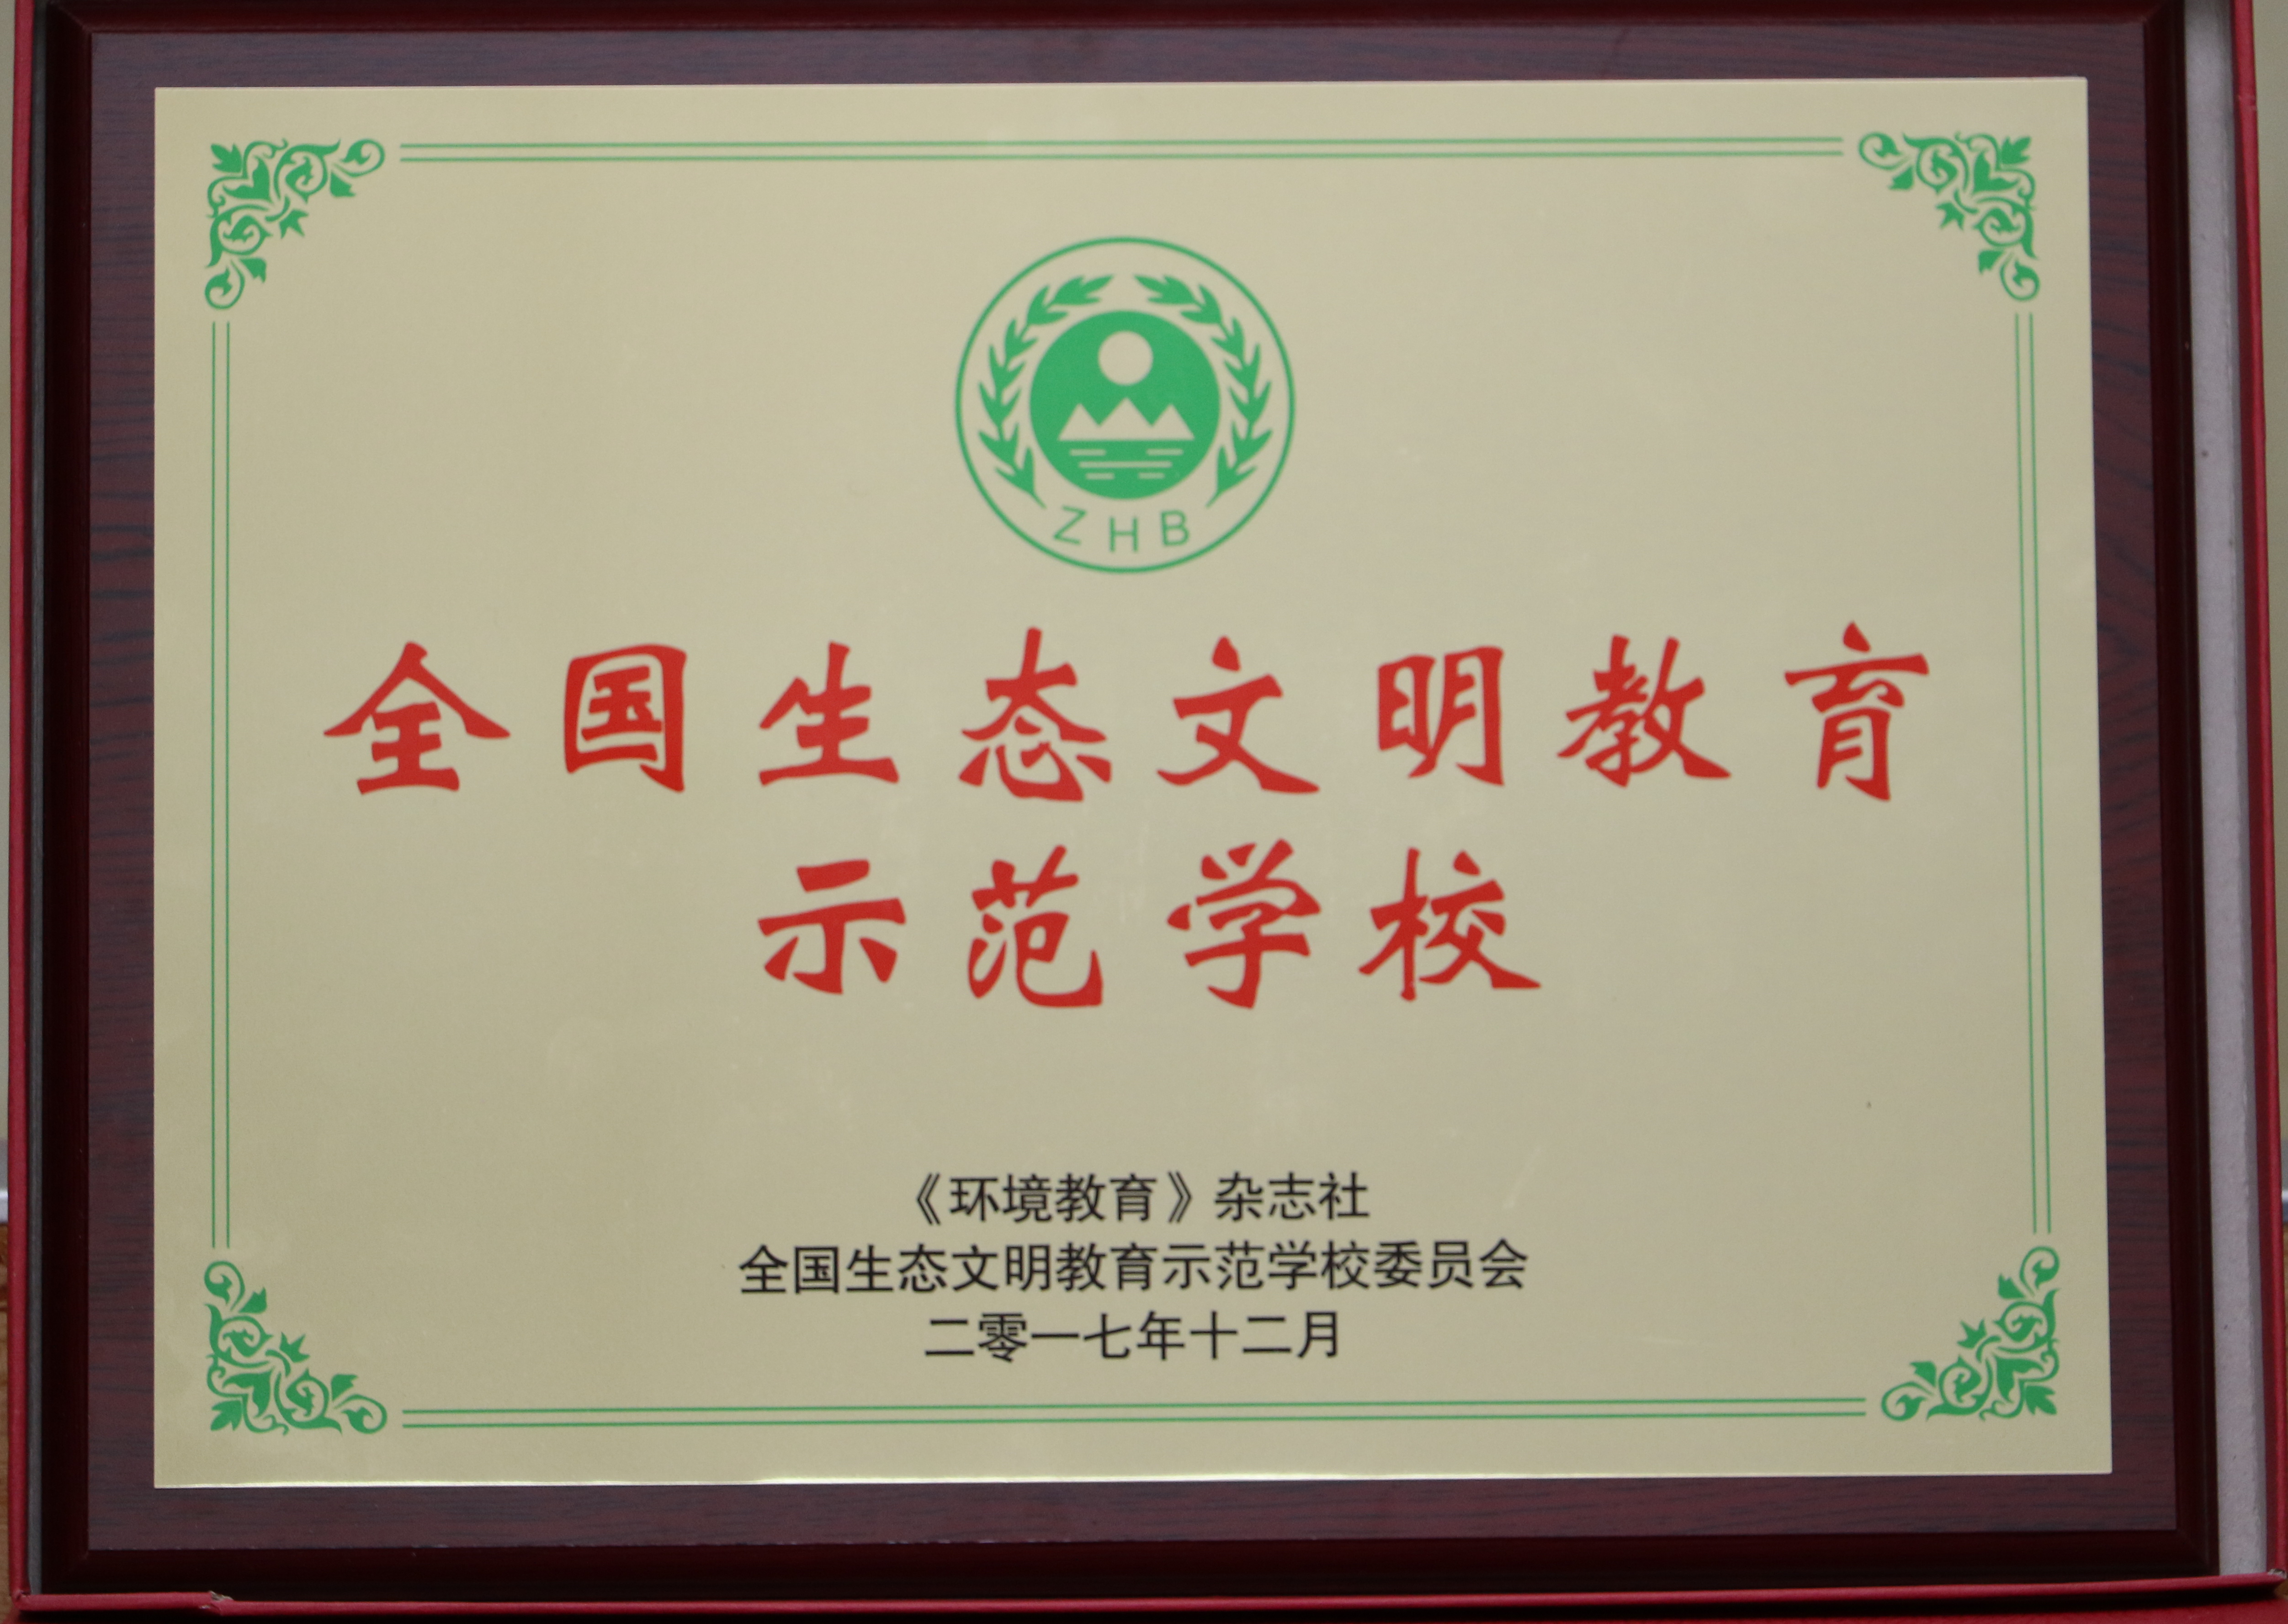 ZHB
全国生态文明教育
示范学校
《环境教育》杂志社
全国生态文明教育示范学校委员会
二零一七年十二月